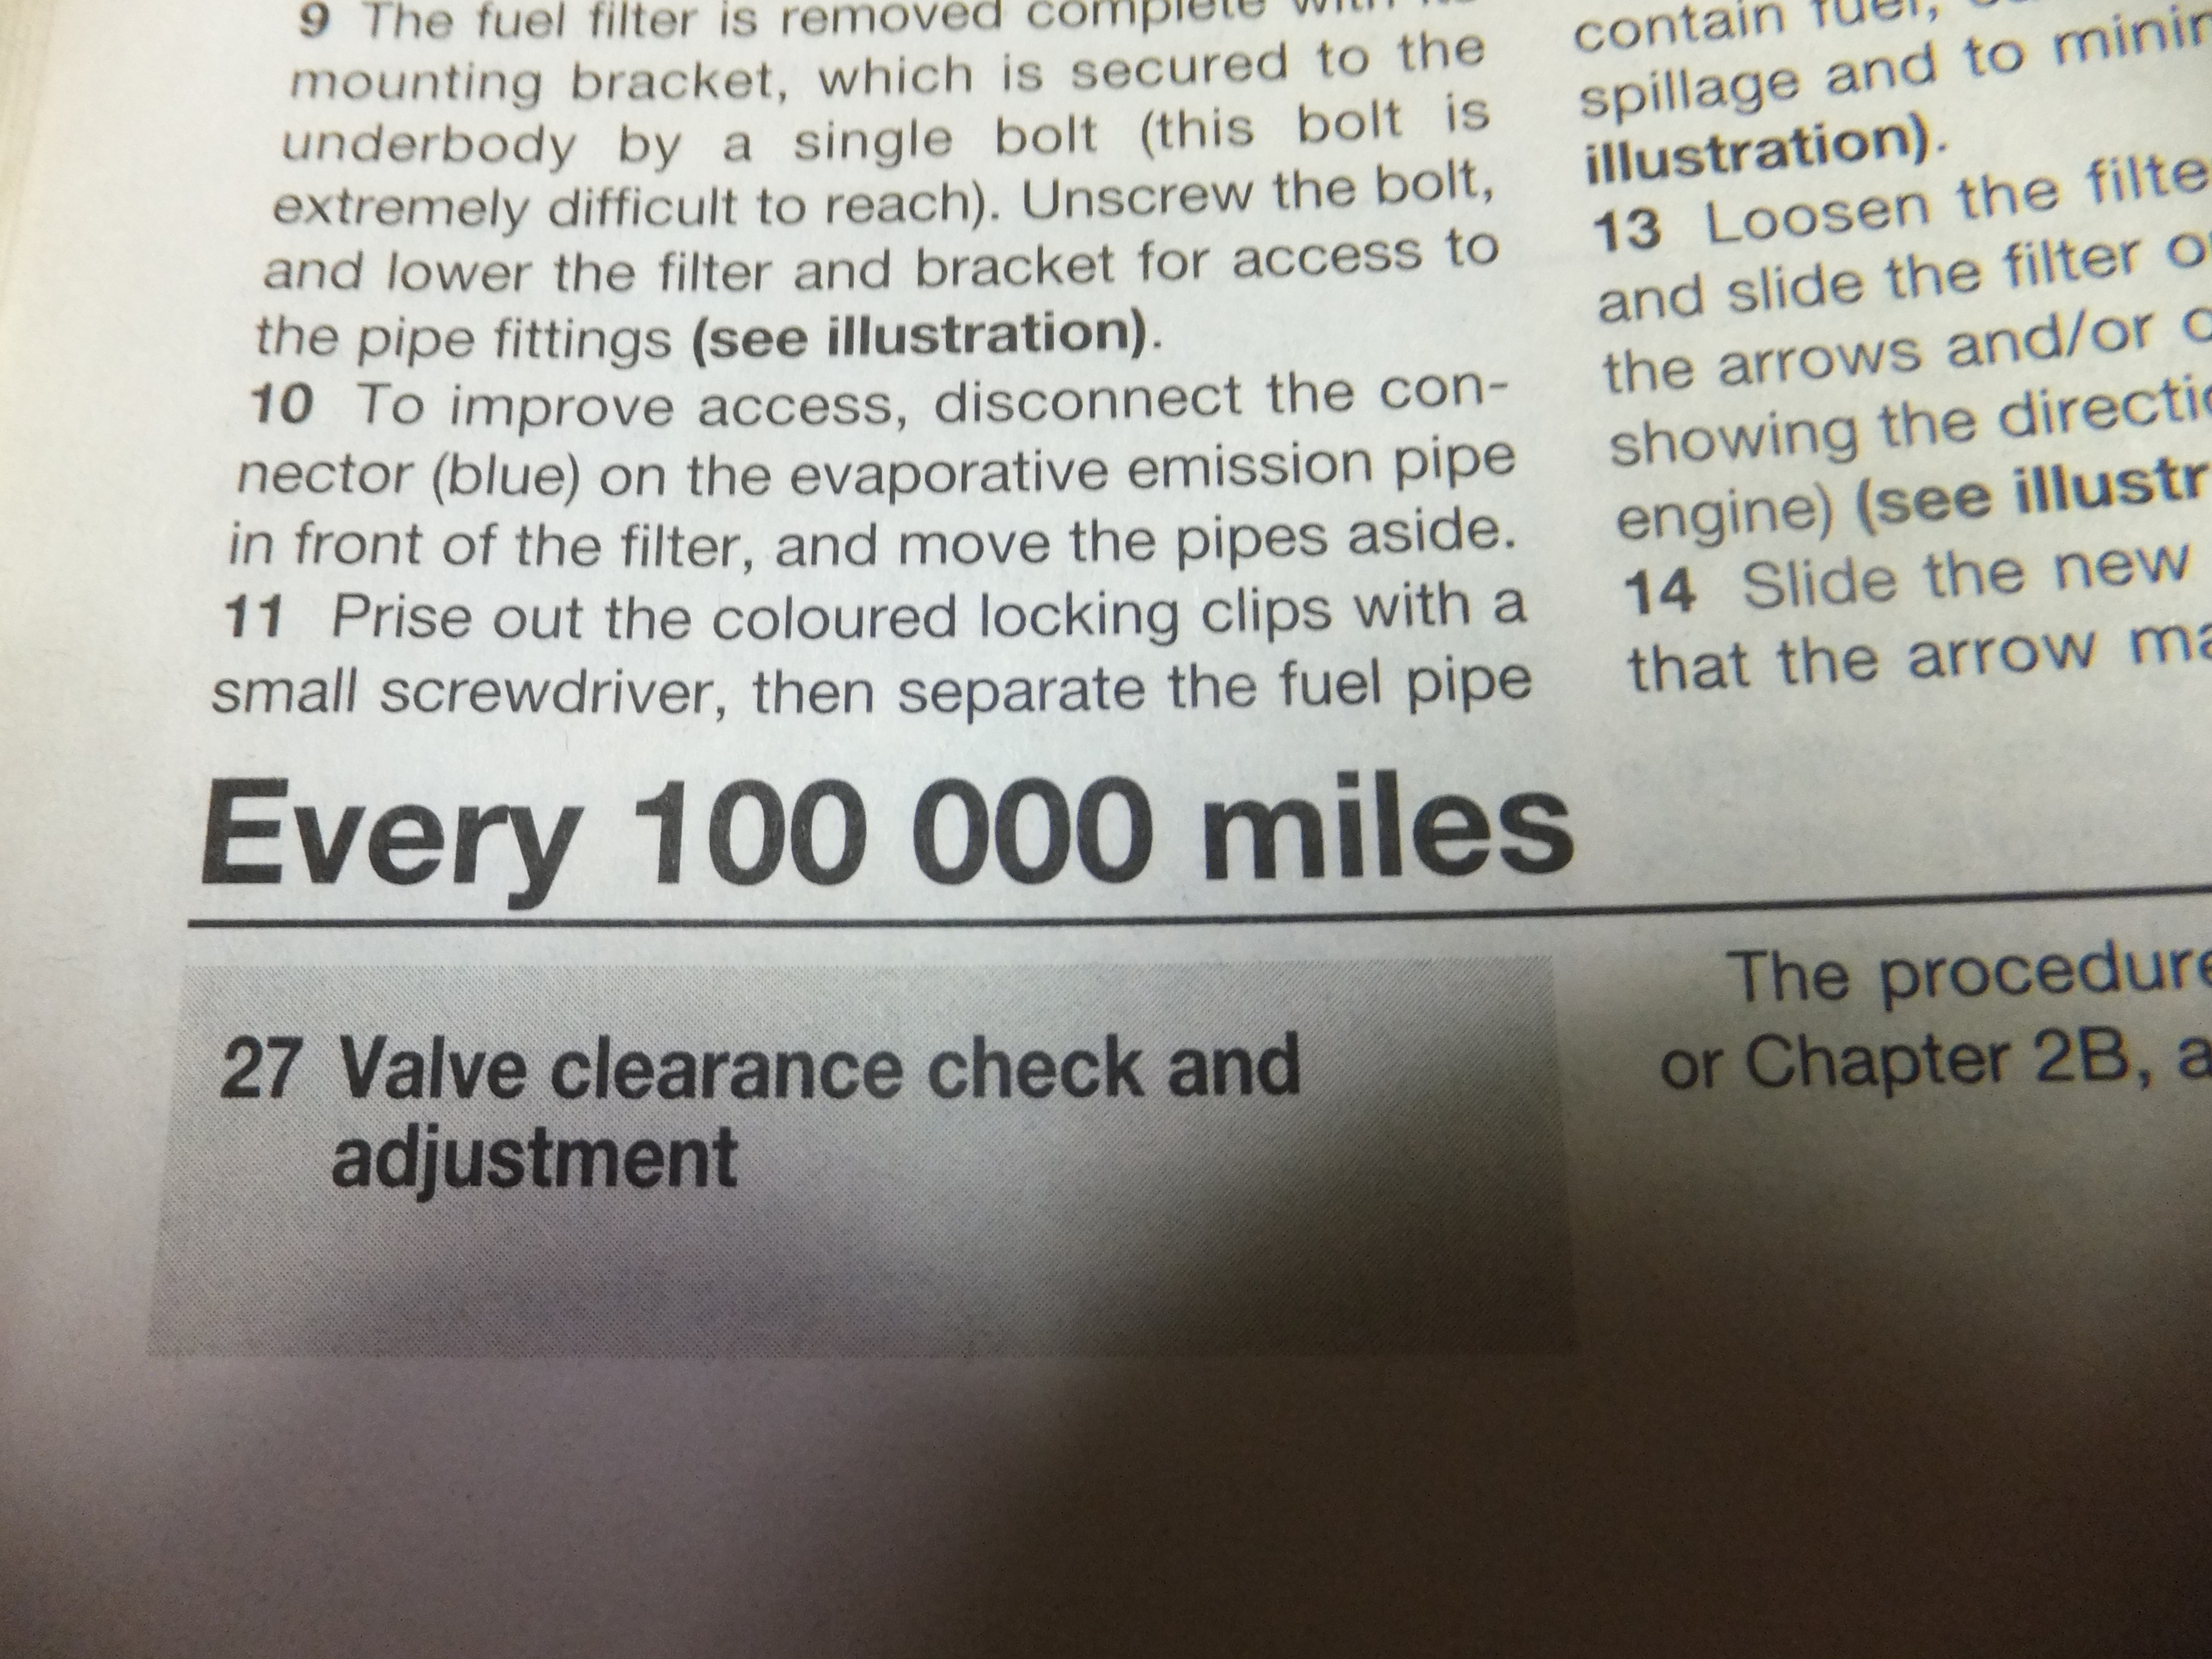 9 The fuel filter is removed complete with
mounting bracket, which is secured to the
underbody by a single bolt (this bolt is
extremely difficult to reach). Unscrew the bolt,
and lower the filter and bracket for access to
the pipe fittings (see illustration).
10 To improve access, disconnect the con-
nector (blue) on the evaporative emission pipe
in front of the filter, and move the pipes aside.
11 Prise out the coloured locking clips with a
small screwdriver, then separate the fuel pipe
contain fuel,
spillage and to
illustration).
13 Loosen the
and slide the filter
the arrows and/or
showing the
engine) (see
14 Slide the new
that the arrow
Every 100 000 miles
27 Valve clearance check and
adjustment
The
or Chapter 2B,